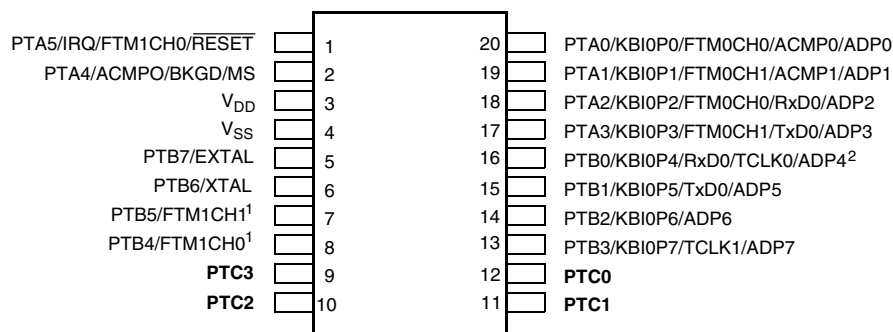 PTA5/IRQ/FTM1CH0/RESET 1 20 PTA0/KBI0P0/FTM0CH0/ACMP0/ADP0
PTA4/ACMPO/BKGD/MS 2 19 PTA1/KBI0P1/FTM0CH1/ACMP1/ADP1
VDD 3 18 PTA2/KBI0P2/FTM0CH0/RxD0/ADP2
VSS 4 17 PTA3/KBI0P3/FTM0CH1/TxD0/ADP3
PTB7/EXTAL 5 16 PTB0/KBI0P4/RxD0/TCLK0/ADP4²
PTB6/XTAL 6 15 PTB1/KBI0P5/TxD0/ADP5
PTB5/FTM1CH1¹ 7 14 PTB2/KBI0P6/ADP6
PTB4/FTM1CH0¹ 8 13 PTB3/KBI0P7/TCLK1/ADP7
PTC3 9 12 PTC0
PTC2 10 11 PTC1